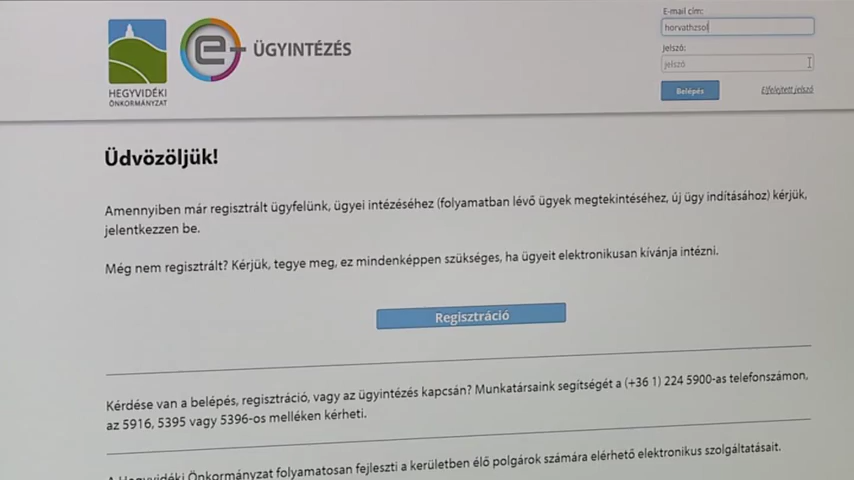 E-mail cím:
horvathzsol
Jelszó:
jelszó
Belépés
Elfelejtett jelszó
HEGYVIDÉKI
ÖNKORMÁNYZAT
e- ÜGYINTÉZÉS
Üdvözöljük!
Amennyiben már regisztrált ügyfelünk, ügyei intézéséhez (folyamatban lévő ügyek megtekintéséhez, új ügy indításához) kérjük,
jelentkezzen be.
Még nem regisztrált? Kérjük, tegye meg, ez mindenképpen szükséges, ha ügyeit elektronikusan kívánja intézni.
Regisztráció
Kérdése van a belépés, regisztráció, vagy az ügyintézés kapcsán? Munkatársaink segítségét a (+36 1) 224 5900-as telefonszámon,
az 5916, 5395 vagy 5396-os melléken kérheti.
A Hegyvidéki Önkormányzat folyamatosan fejleszti a kerületben élő polgárok számára elérhető elektronikus szolgáltatásait.